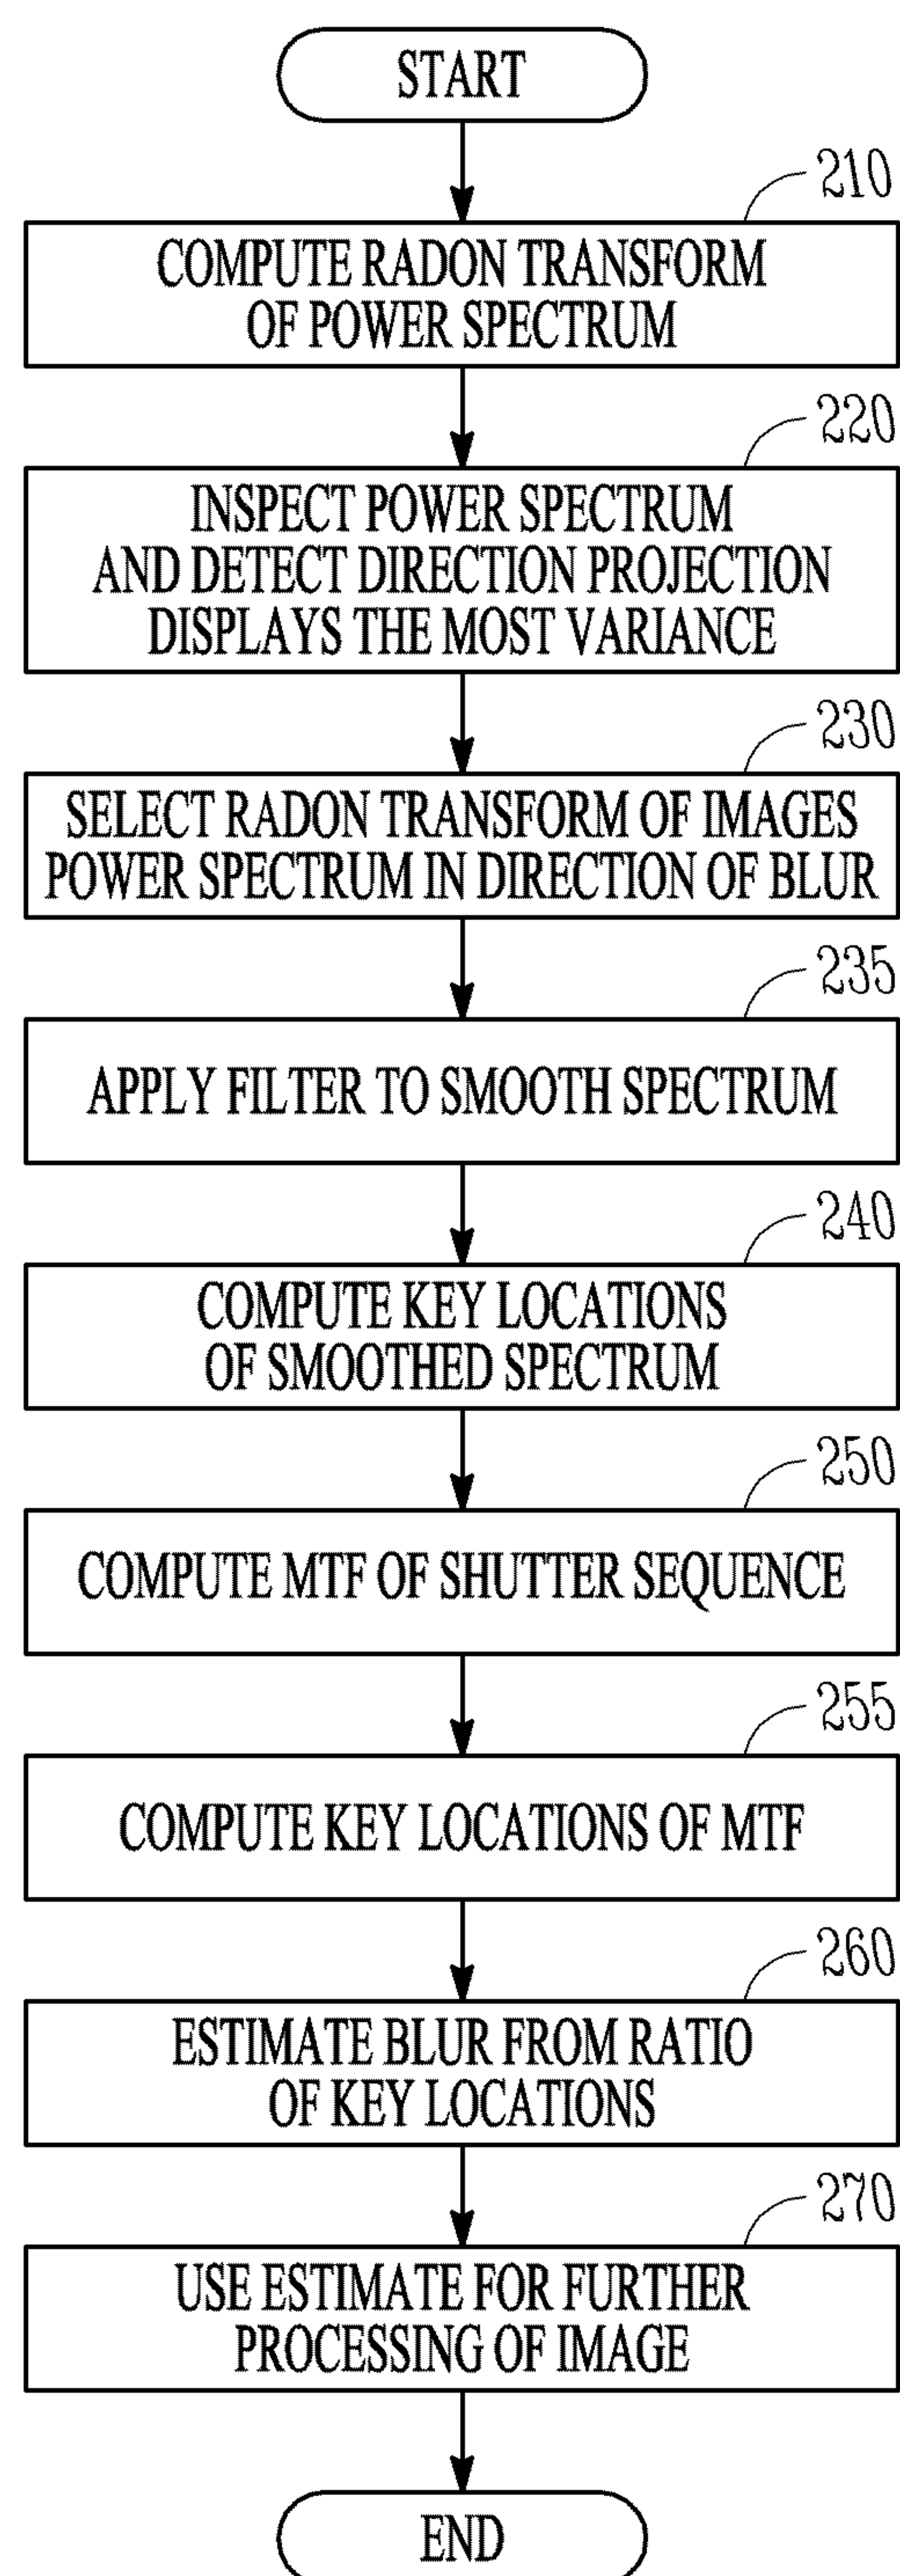 START
210
COMPUTE RADON TRANSFORM
OF POWER SPECTRUM
220
INSPECT POWER SPECTRUM
AND DETECT DIRECTION PROJECTION
DISPLAYS THE MOST VARIANCE
230
SELECT RADON TRANSFORM OF IMAGES
POWER SPECTRUM IN DIRECTION OF BLUR
235
APPLY FILTER TO SMOOTH SPECTRUM
240
COMPUTE KEY LOCATIONS
OF SMOOTHED SPECTRUM
250
COMPUTE MTF OF SHUTTER SEQUENCE
255
COMPUTE KEY LOCATIONS OF MTF
260
ESTIMATE BLUR FROM RATIO
OF KEY LOCATIONS
270
USE ESTIMATE FOR FURTHER
PROCESSING OF IMAGE
END